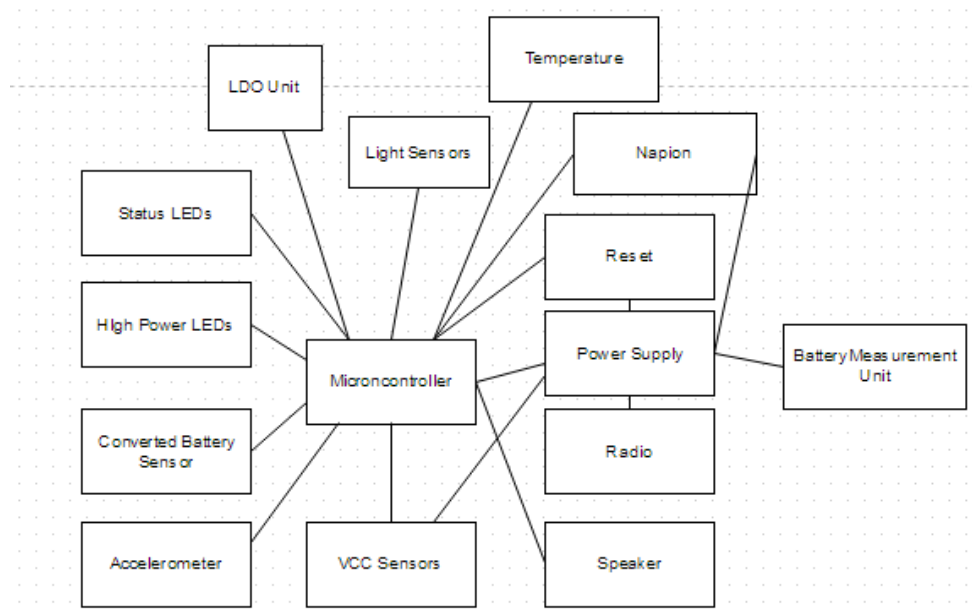 Temperature
LDO Unit
Light Sensors
Napion
Status LEDs
Reset
HIgh Power LEDs
Power Supply
Battery Measurement
Unit
Microncontroller
Converted Battery
Sensor
Radio
Accelerometer
VCC Sensors
Speaker